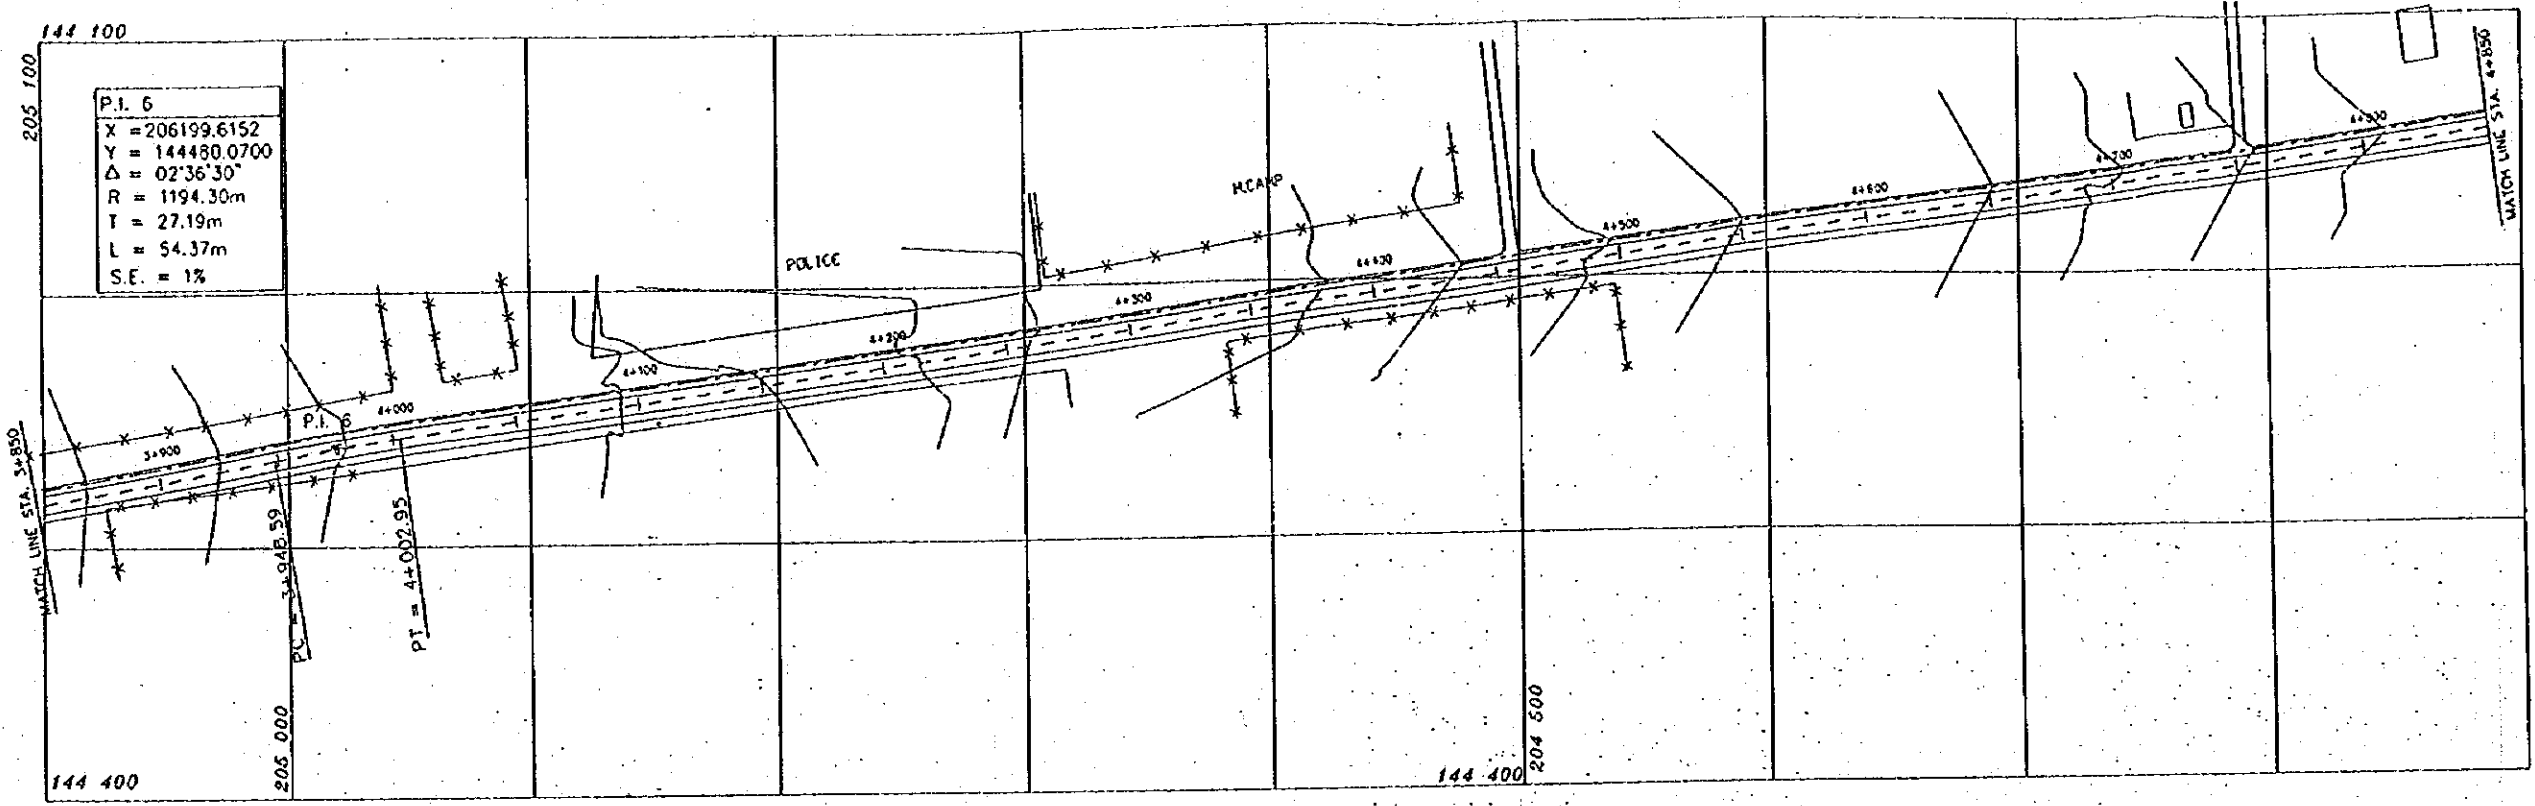 144 100
205 100
P.I. 6
X = 206199.6152
Y = 144480.0700
Δ = 02°36'30"
R = 1194.30m
T = 27.19m
L = 54.37m
S.E. = 1%
MATCH LINE STA. 3+850
3+900
P.I. 6
4+000
4+100
POLICE
4+200
4+300
M.CAMP
4+400
4+500
4+600
4+700
MATCH LINE STA. 4+850
PC = 3+948.59
PT = 4+002.95
205 000
204 500
144 400
144 400